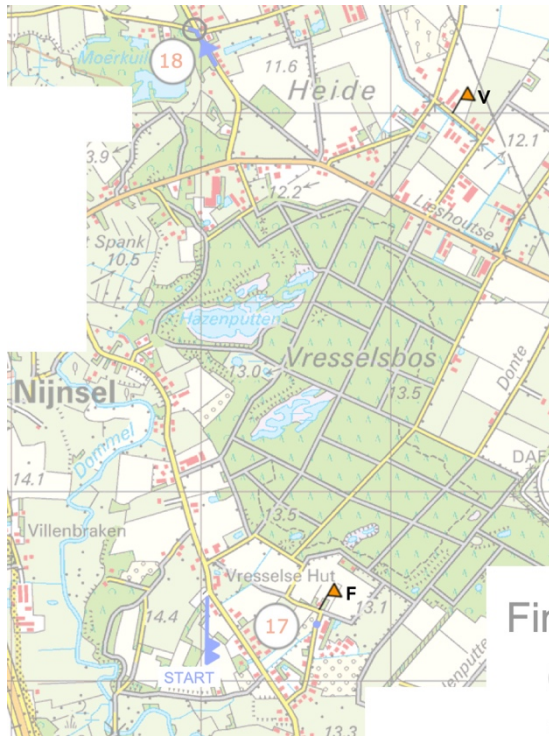 18
Moerkuil
11.6
Heide
V
12.1
3.9
12.2
Lieshoutse
t Spank
10.5
Hazenputten
Vresselsbos
13.0
Nijnsel
13.5
Donte
Dommel
DAF
14.1
13.5
Villenbraken
Vresselse Hut
F
13.1
14.4
17
Fir
START
lenputte
13.3